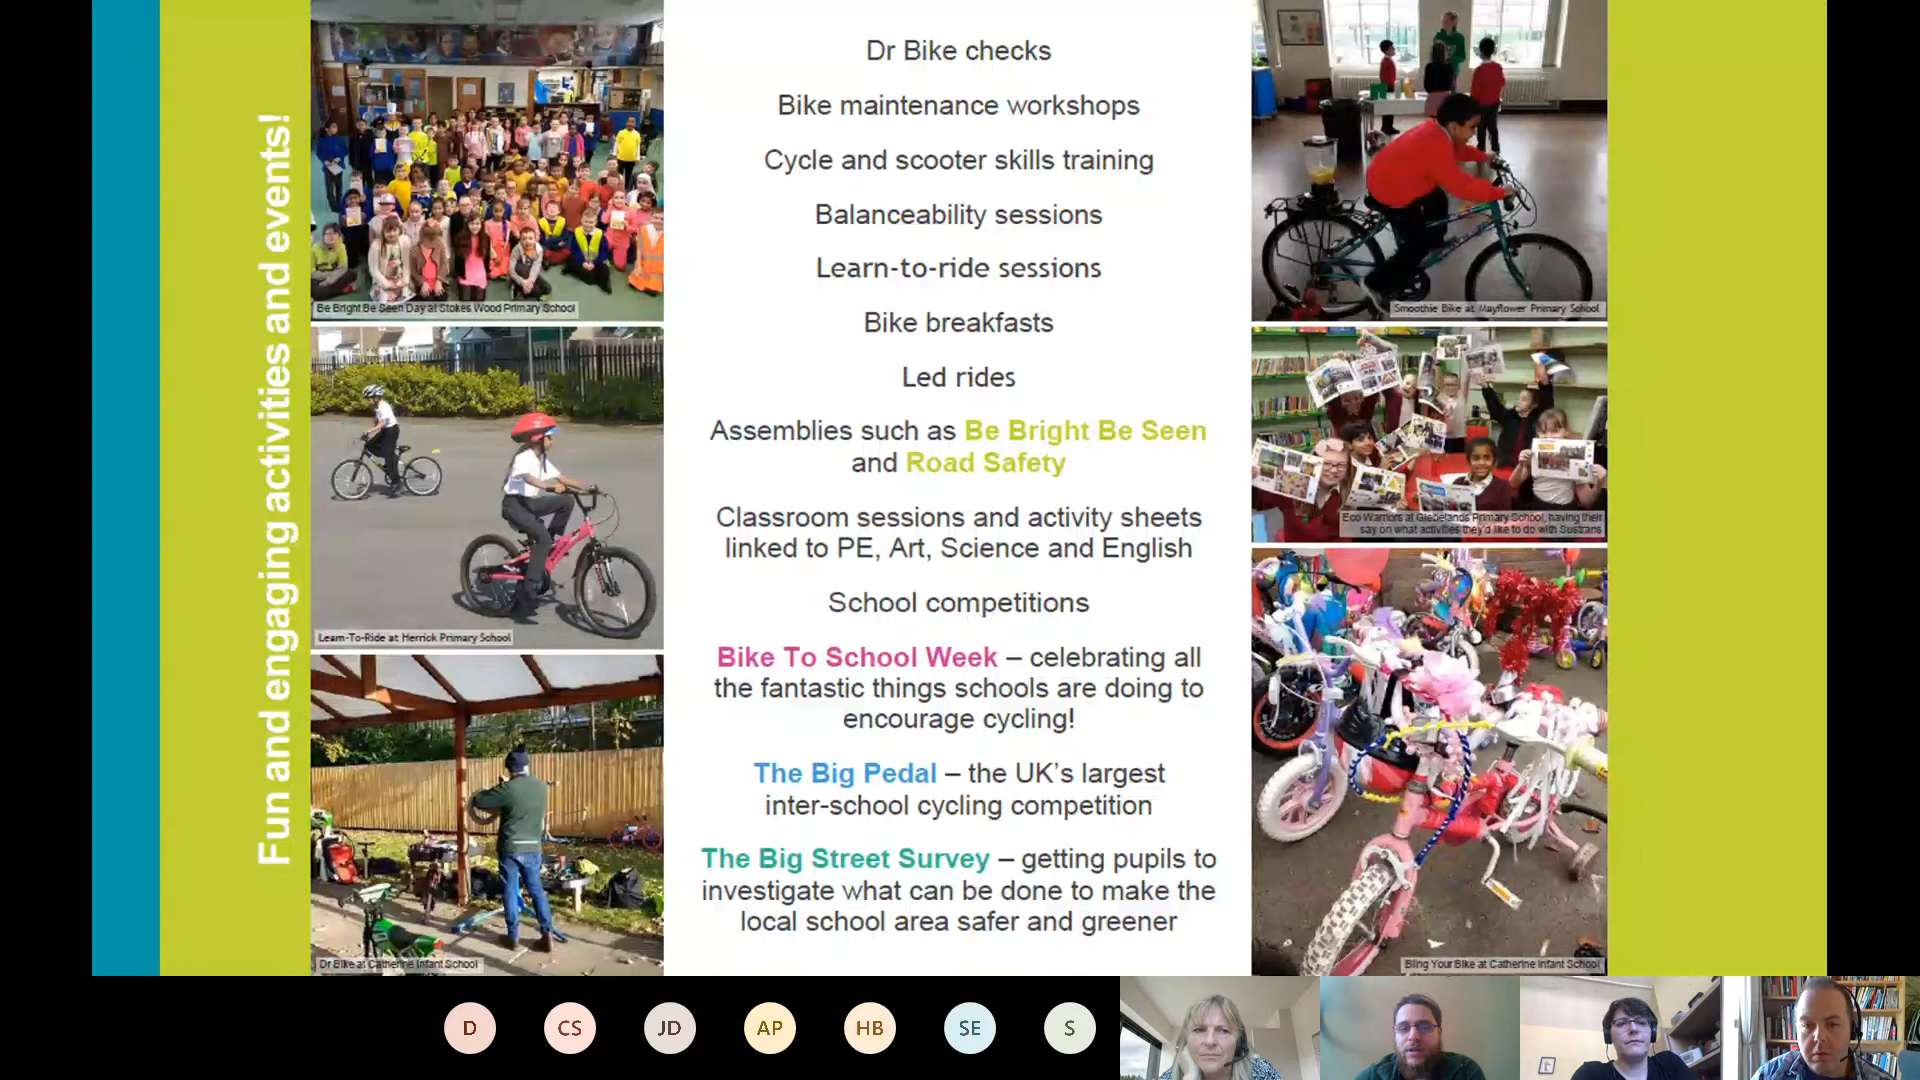 Fun and engaging activities and events!
Be Bright Be Seen Day at Stokes Wood Primary School
Learn-To-Ride at Herrick Primary School
Dr Bike at Catherine Infant School
Dr Bike checks
Bike maintenance workshops
Cycle and scooter skills training
Balanceability sessions
Learn-to-ride sessions
Bike breakfasts
Led rides
Assemblies such as Be Bright Be Seen
and Road Safety
Classroom sessions and activity sheets
linked to PE, Art, Science and English
School competitions
Bike To School Week – celebrating all
the fantastic things schools are doing to
encourage cycling!
The Big Pedal – the UK’s largest
inter-school cycling competition
The Big Street Survey – getting pupils to
investigate what can be done to make the
local school area safer and greener
Smoothie Bike at Mayflower Primary School
Eco Warriors at Glebelands Primary School, having their
say on what activities they'd like to do with Sustrans
Bling Your Bike at Catherine Infant School
D
CS
JD
AP
HB
SE
S